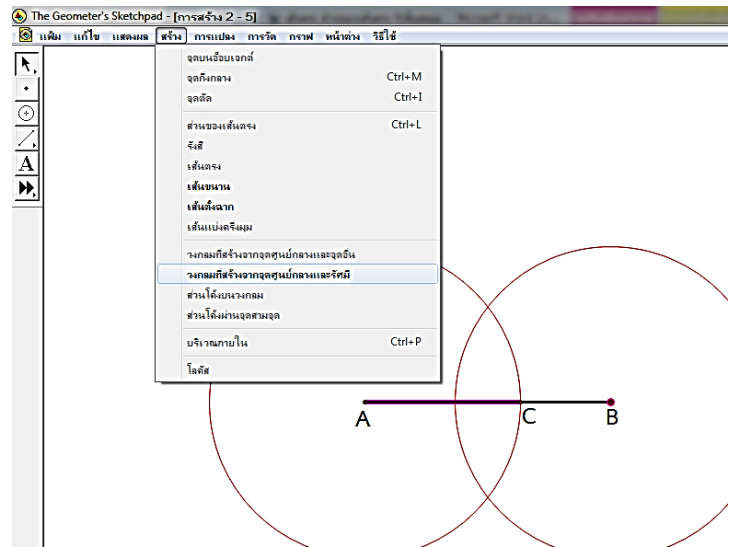 The Geometer's Sketchpad - [การสร้าง 2 - 5]
แฟ้ม แก้ไข แสดงผล สร้าง การแปลง การวัด กราฟ หน้าต่าง วิธีใช้
จุดบนอ็อบเจกต์
จุดกึ่งกลาง Ctrl+M
จุดตัด Ctrl+I
ส่วนของเส้นตรง Ctrl+L
รังสี
เส้นตรง
เส้นขนาน
เส้นตั้งฉาก
เส้นแบ่งครึ่งมุม
วงกลมที่สร้างจากจุดศูนย์กลางและจุดอื่น
วงกลมที่สร้างจากจุดศูนย์กลางและรัศมี
ส่วนโค้งบนวงกลม
ส่วนโค้งผ่านจุดสามจุด
บริเวณภายใน Ctrl+P
โลคัส
A
A C B